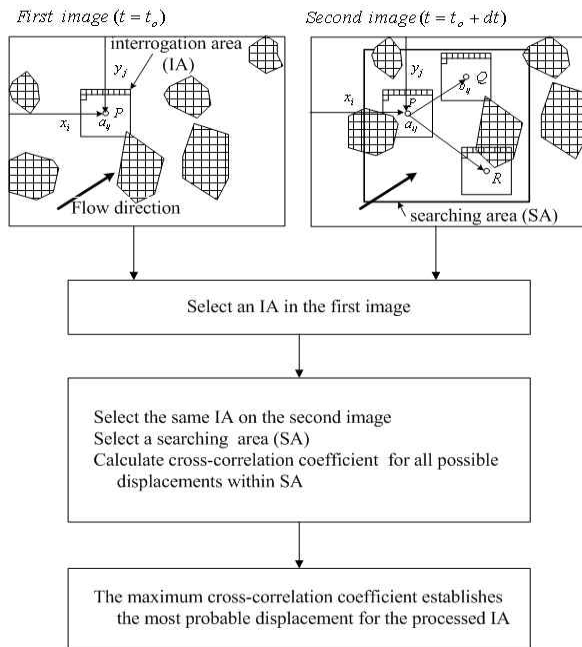 First image (t = tₒ)
Second image (t = tₒ + dt)
interrogation area
(IA)
y_j
x_i
P
a_ij
Flow direction
y_j
x_i
P
a_ij
b_ij
Q
R
searching area (SA)
Select an IA in the first image
Select the same IA on the second image
Select a searching area (SA)
Calculate cross-correlation coefficient for all possible
displacements within SA
The maximum cross-correlation coefficient establishes
the most probable displacement for the processed IA